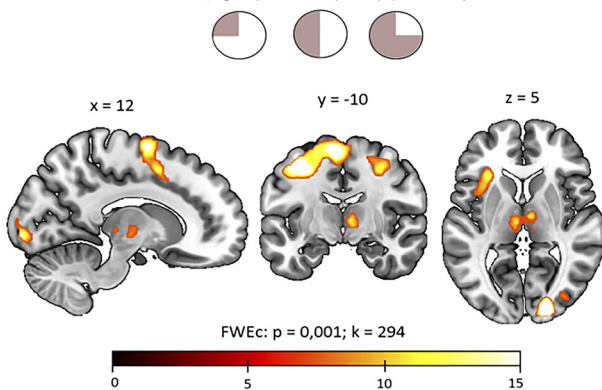 x = 12
y = -10
z = 5
FWEc: p = 0,001; k = 294
0
5
10
15